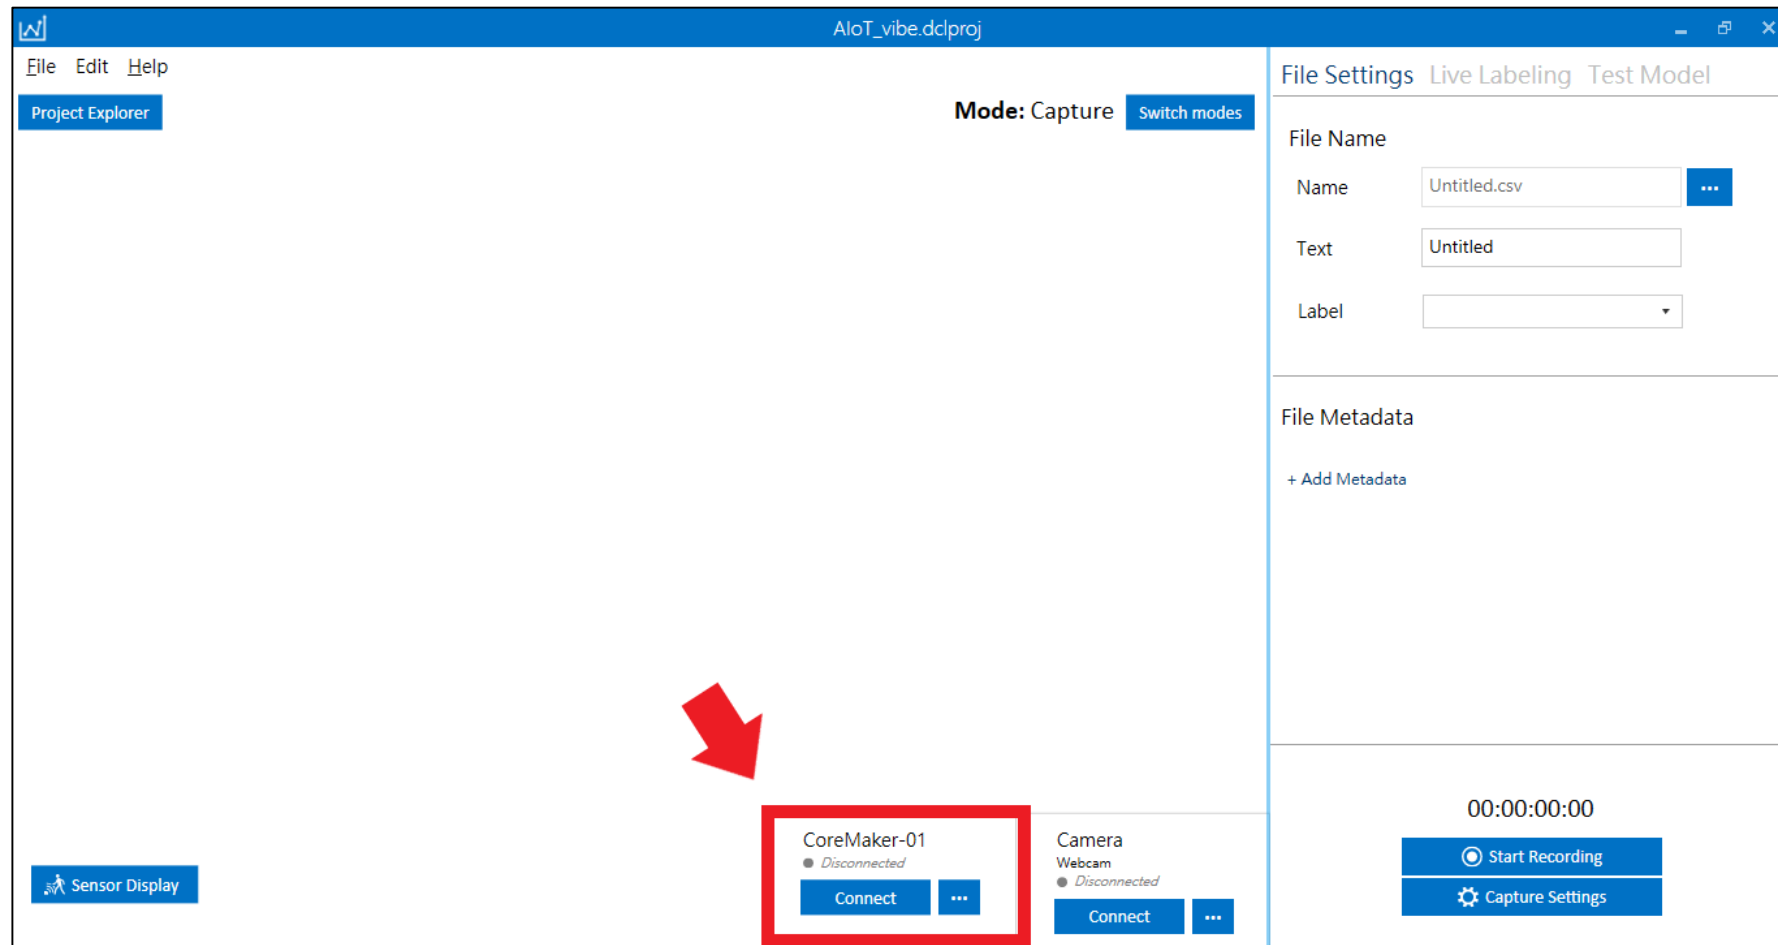 AIoT_vibe.dclproj
File Edit Help
Project Explorer
Mode: Capture Switch modes
File Settings Live Labeling Test Model
File Name
Name Untitled.csv ...
Text Untitled
Label
File Metadata
+ Add Metadata
Sensor Display
CoreMaker-01
Disconnected
Connect ...
Camera
Webcam
Disconnected
Connect ...
00:00:00:00
Start Recording
Capture Settings